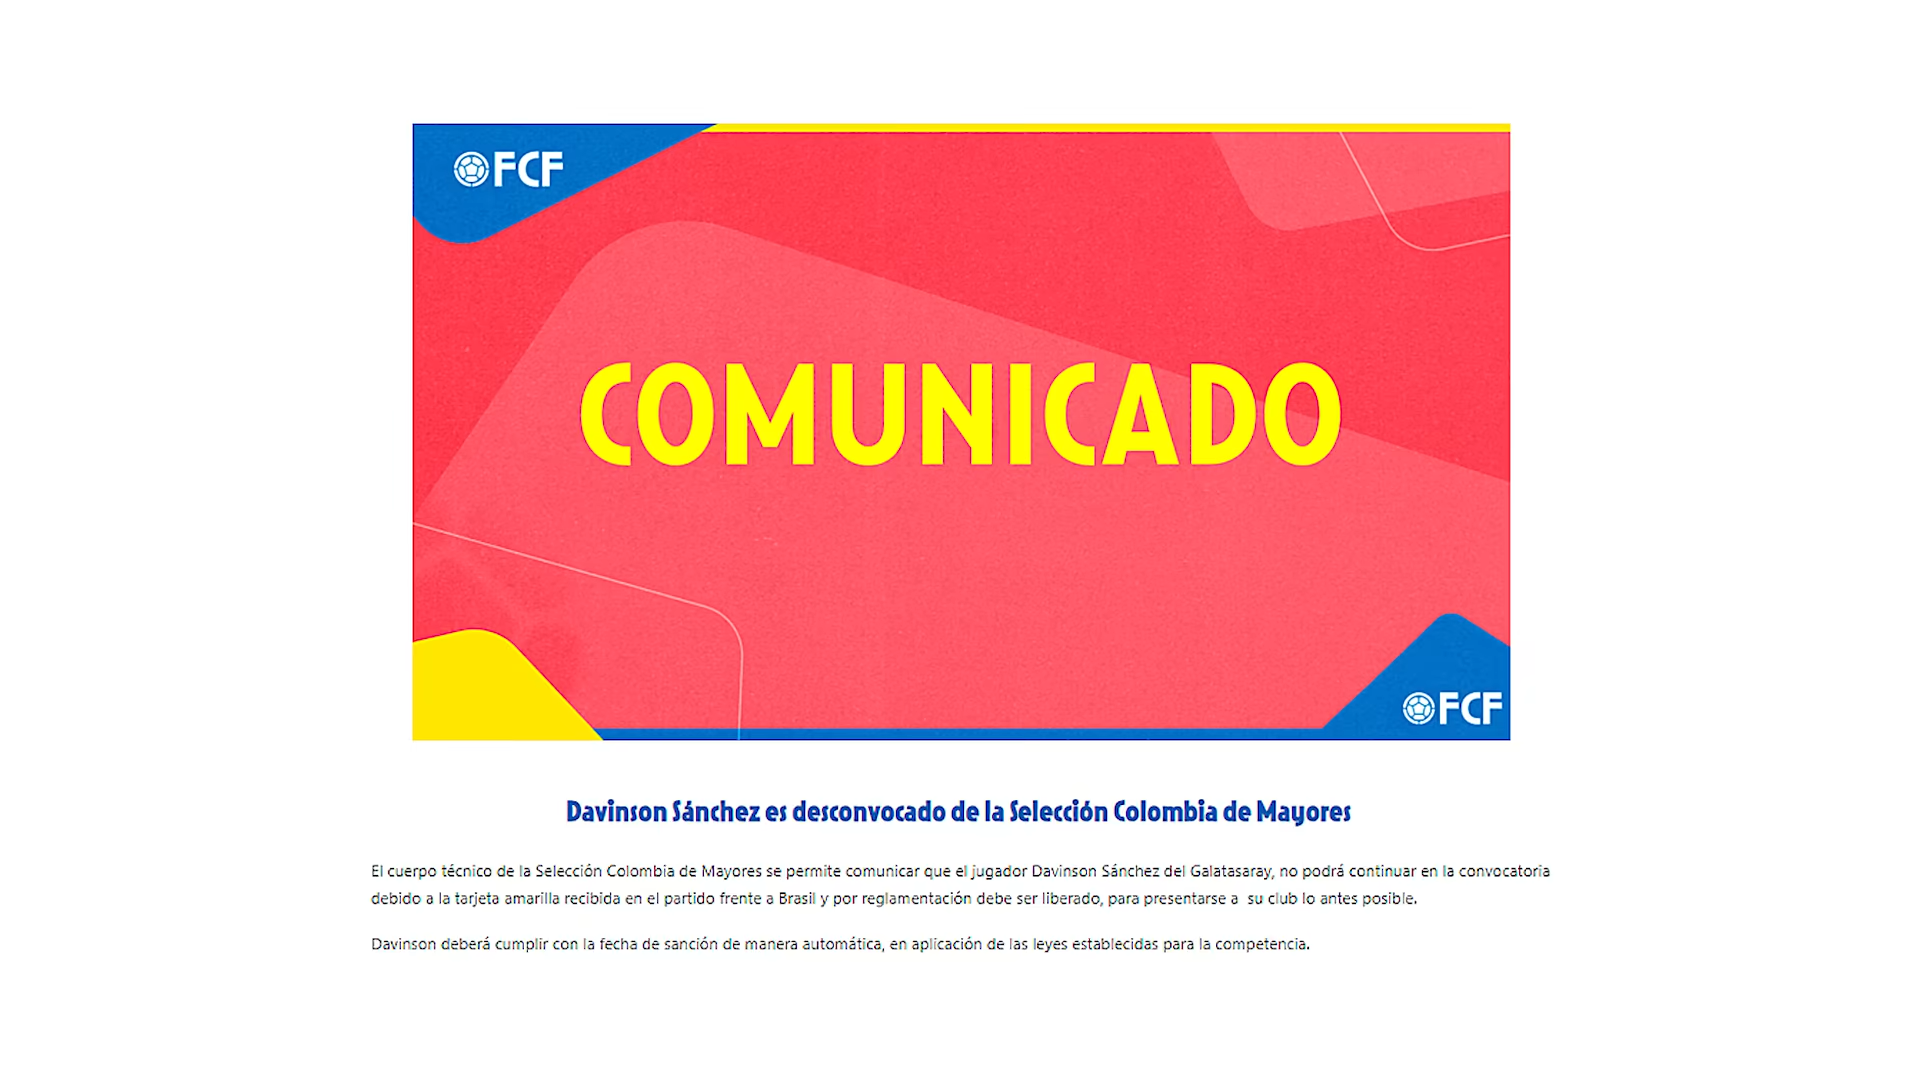 FCF
COMUNICADO
FCF
Davinson Sánchez es desconvocado de la Selección Colombia de Mayores
El cuerpo técnico de la Selección Colombia de Mayores se permite comunicar que el jugador Davinson Sánchez del Galatasaray, no podrá continuar en la convocatoria
debido a la tarjeta amarilla recibida en el partido frente a Brasil y por reglamentación debe ser liberado, para presentarse a  su club lo antes posible.
Davinson deberá cumplir con la fecha de sanción de manera automática, en aplicación de las leyes establecidas para la competencia.